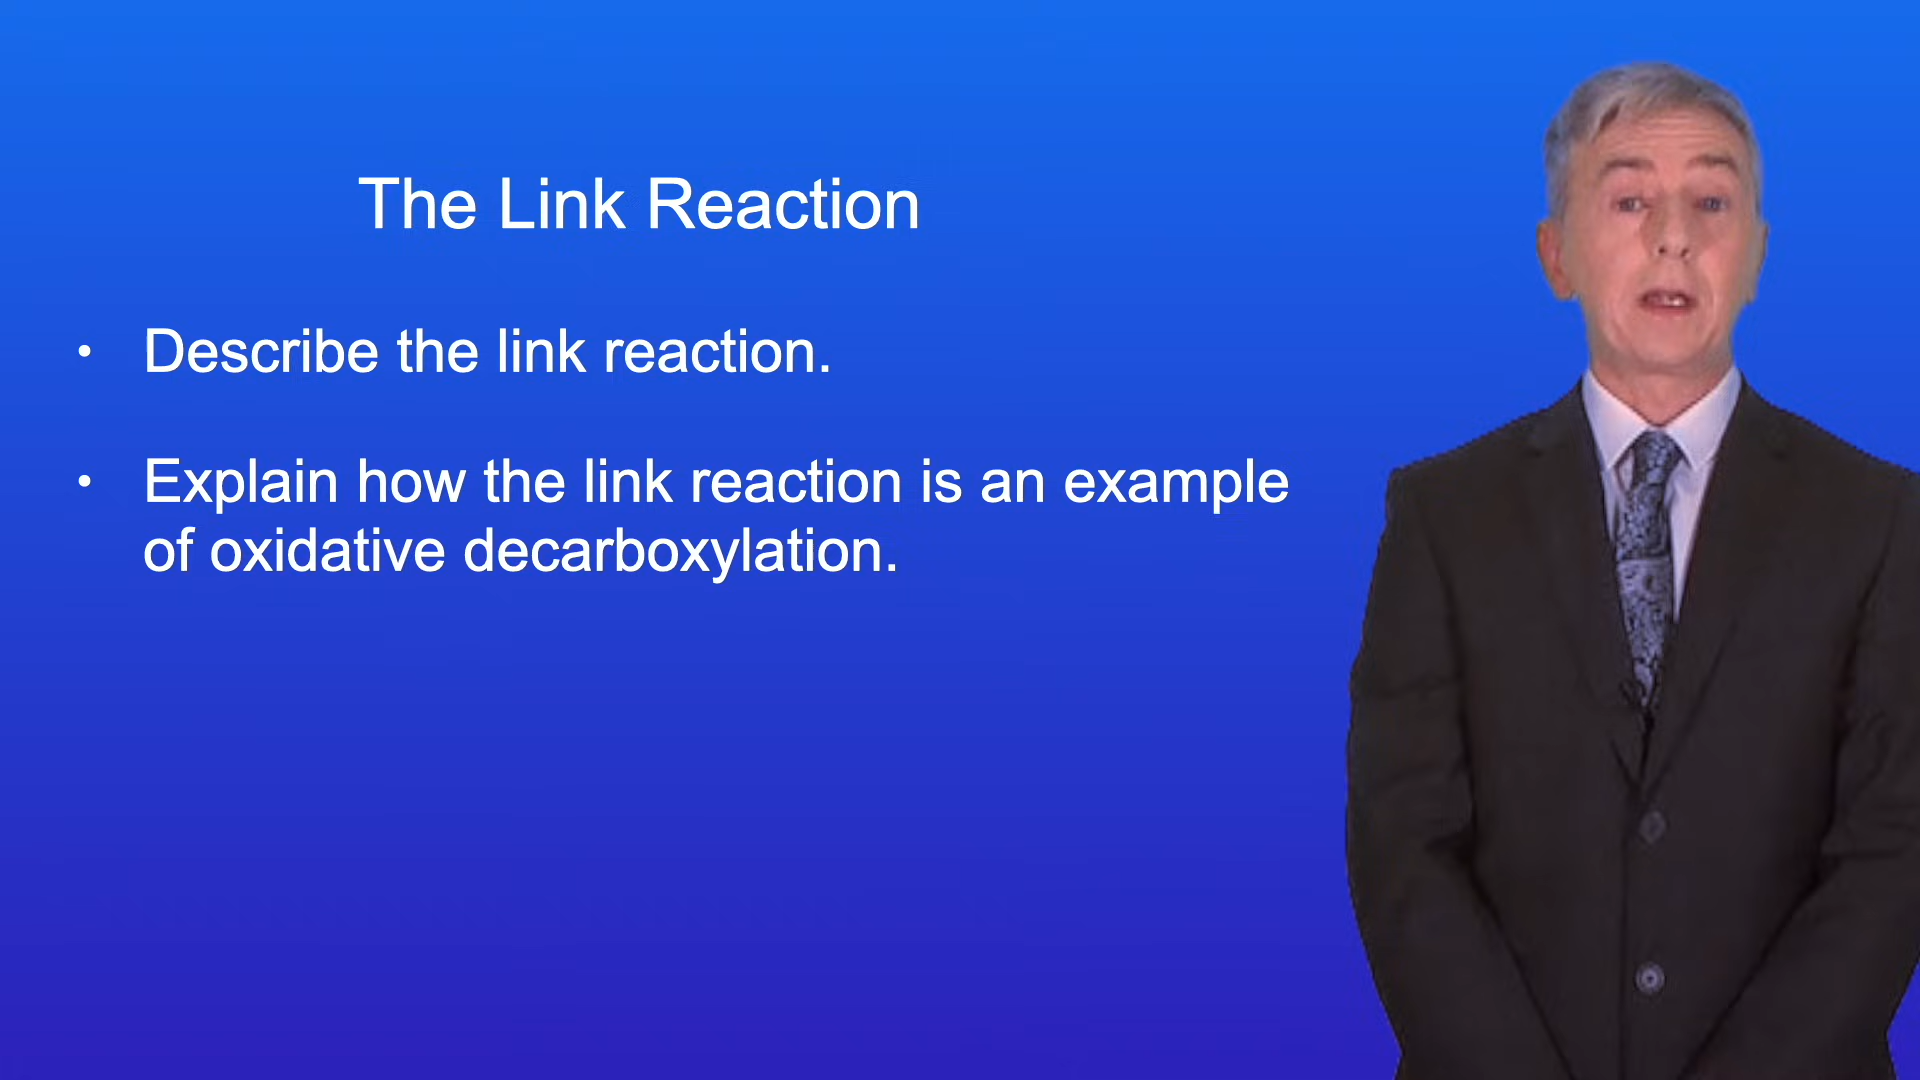 The Link Reaction
• Describe the link reaction.
• Explain how the link reaction is an example
of oxidative decarboxylation.